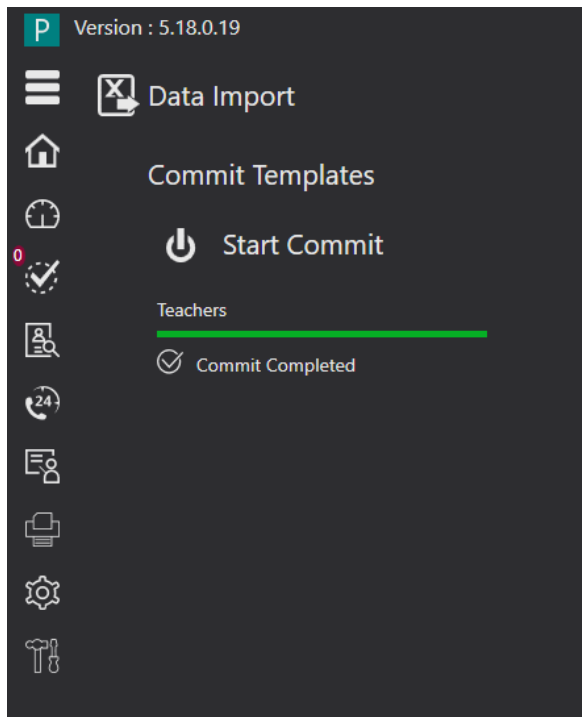 P Version : 5.18.0.19
Data Import
Commit Templates
Start Commit
0
Teachers
Commit Completed
24